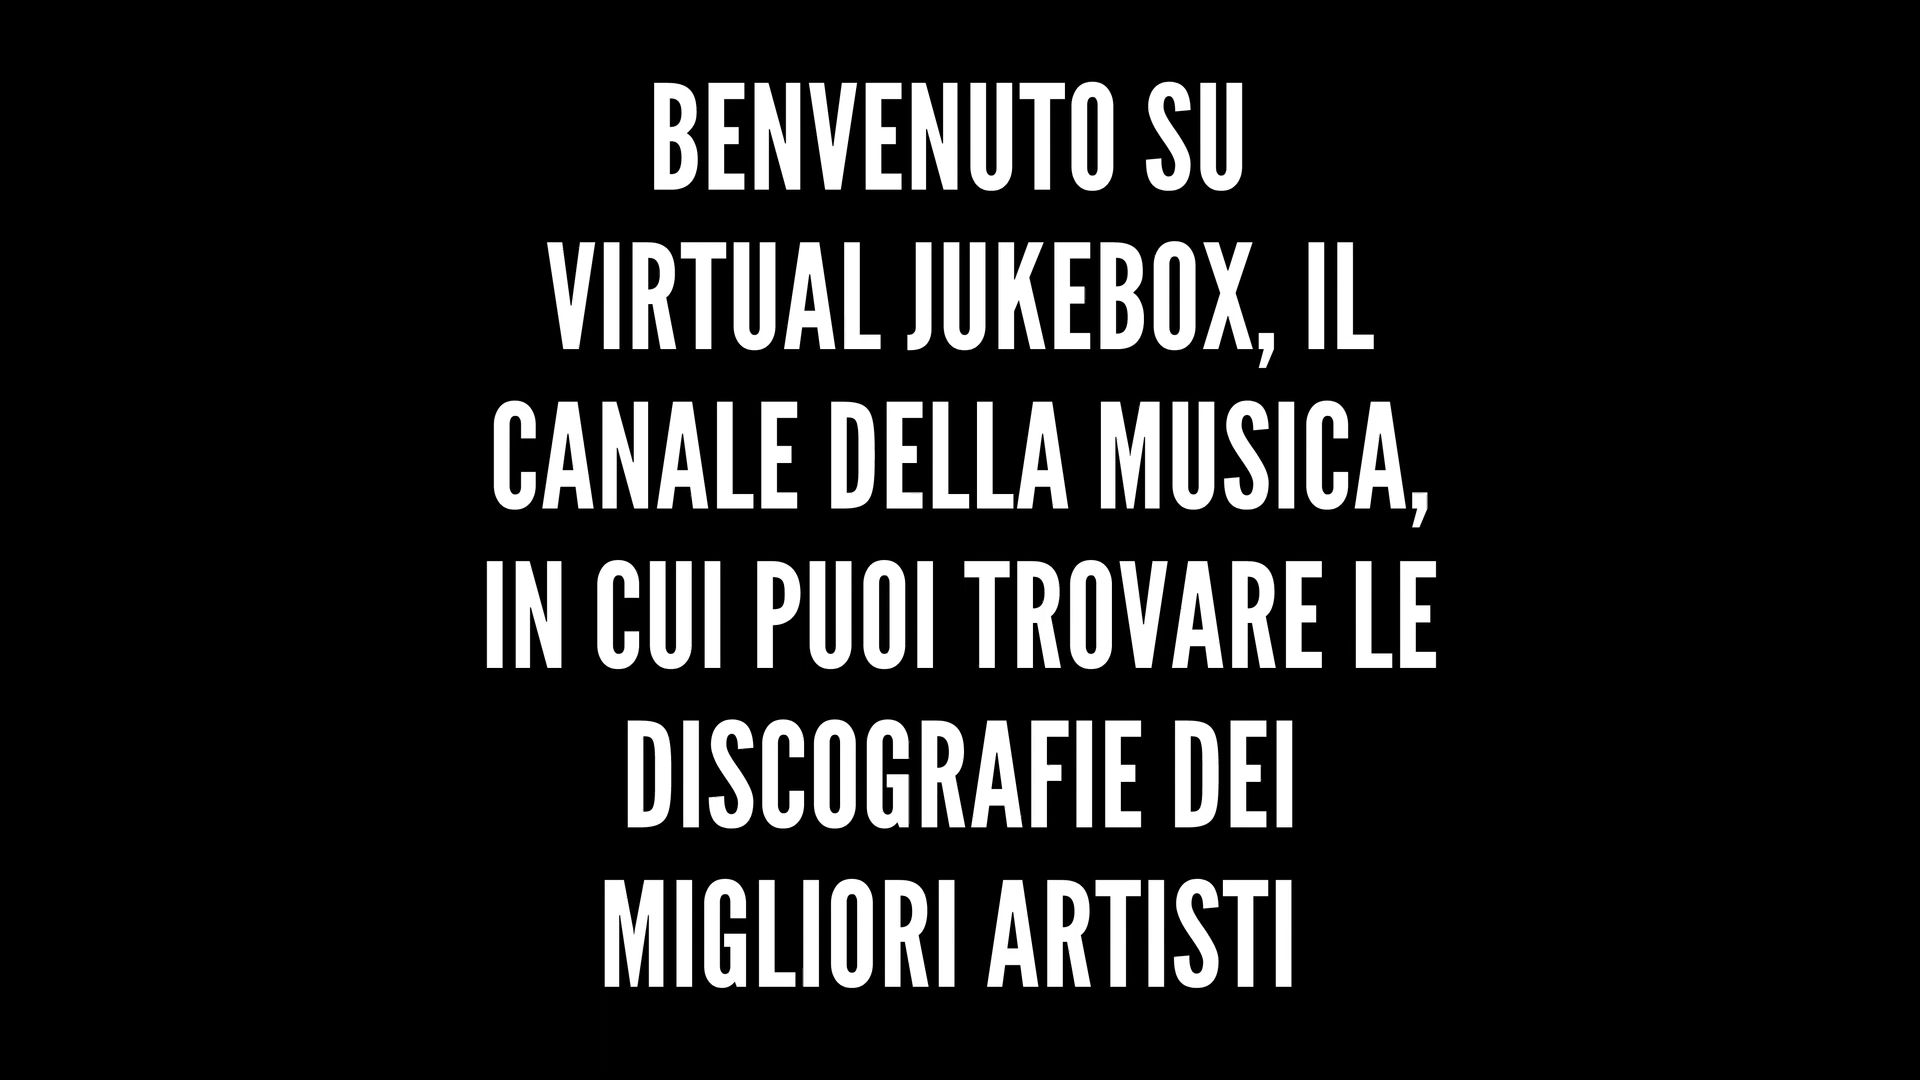 BENVENUTO SU
VIRTUAL JUKEBOX, IL
CANALE DELLA MUSICA,
IN CUI PUOI TROVARE LE
DISCOGRAFIE DEI
MIGLIORI ARTISTI